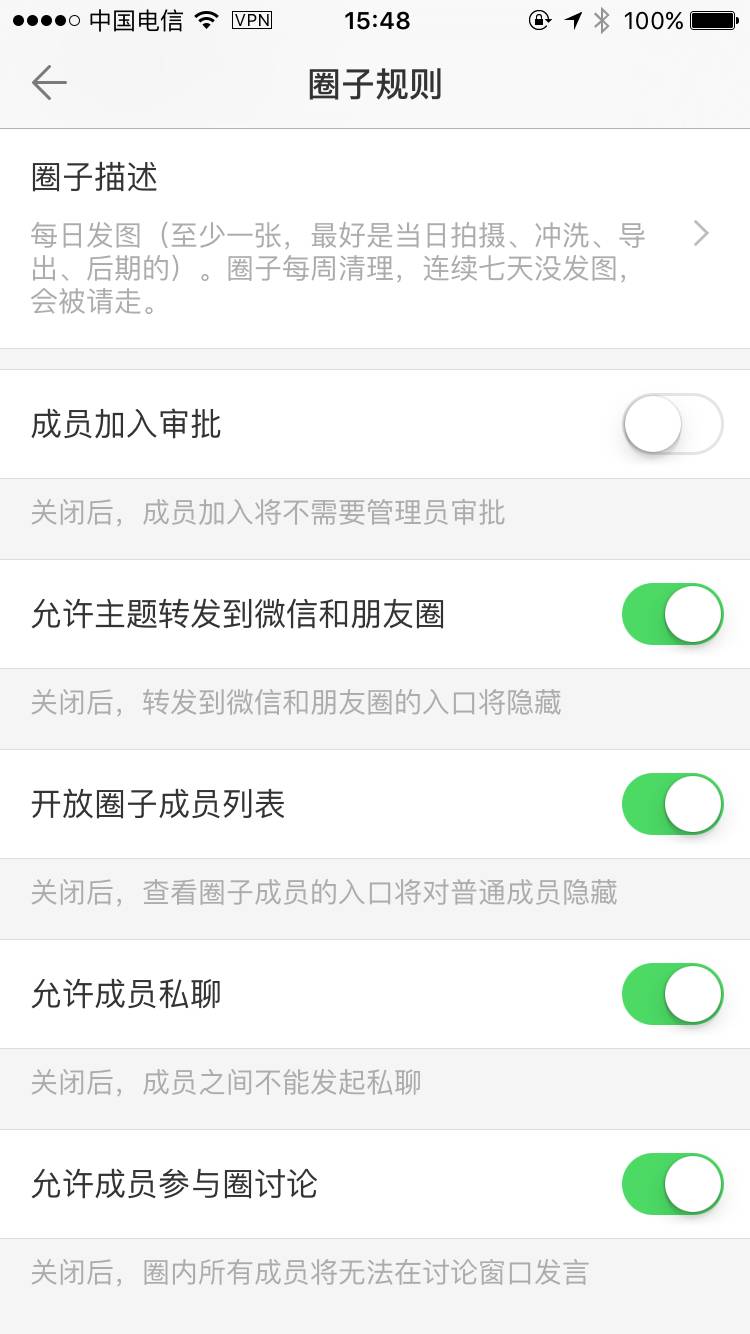 中国电信 VPN 15:48 100%
圈子规则
圈子描述
每日发图（至少一张，最好是当日拍摄、冲洗、导
出、后期的）。圈子每周清理，连续七天没发图，
会被请走。
成员加入审批
关闭后，成员加入将不需要管理员审批
允许主题转发到微信和朋友圈
关闭后，转发到微信和朋友圈的入口将隐藏
开放圈子成员列表
关闭后，查看圈子成员的入口将对普通成员隐藏
允许成员私聊
关闭后，成员之间不能发起私聊
允许成员参与圈讨论
关闭后，圈内所有成员将无法在讨论窗口发言